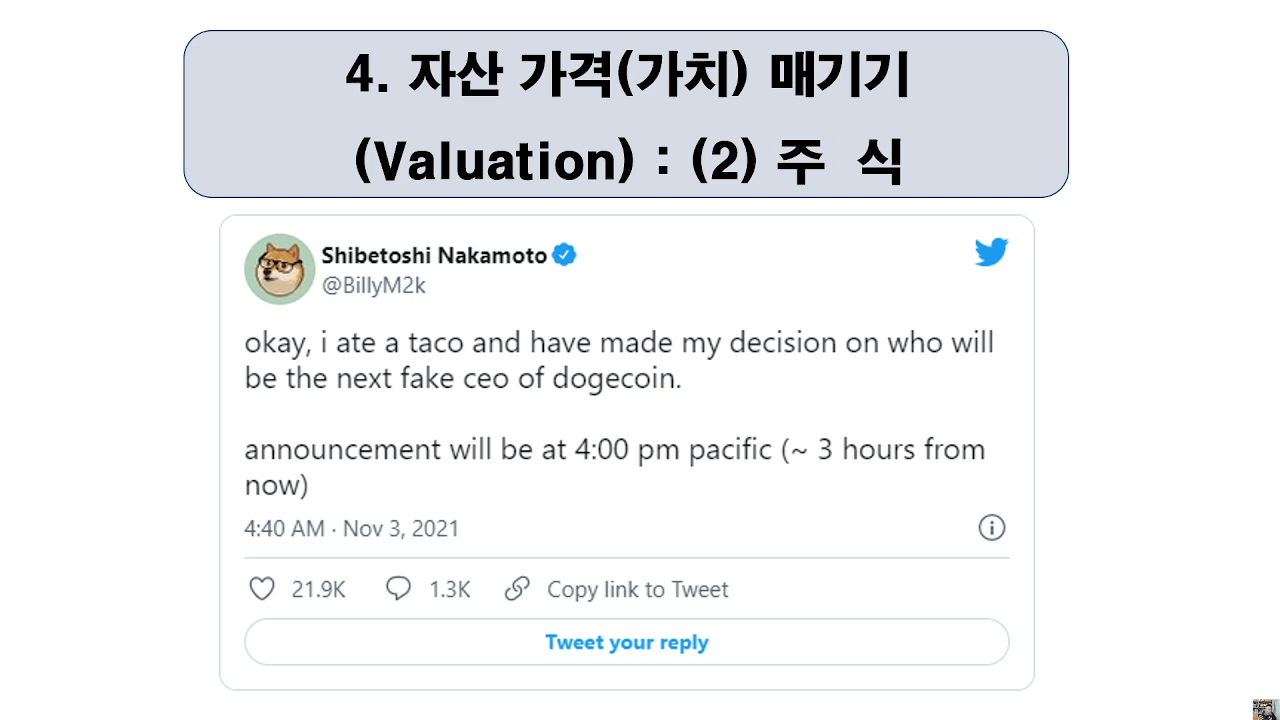 4. 자산 가격(가치) 매기기
(Valuation) : (2) 주 식
Shibetoshi Nakamoto
@BillyM2k
okay, i ate a taco and have made my decision on who will
be the next fake ceo of dogecoin.
announcement will be at 4:00 pm pacific (~ 3 hours from
now)
4:40 AM · Nov 3, 2021
21.9K 1.3K Copy link to Tweet
Tweet your reply